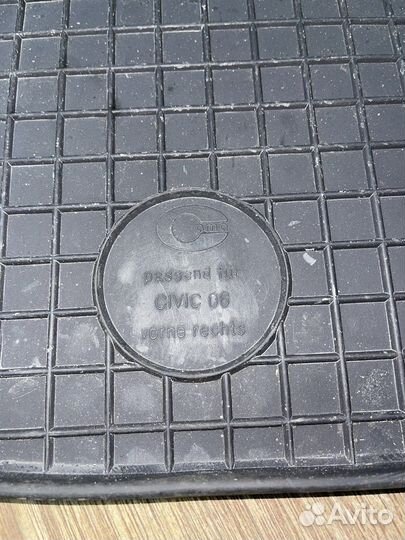 passend für
CIVIC 06
vorne rechts
Avito